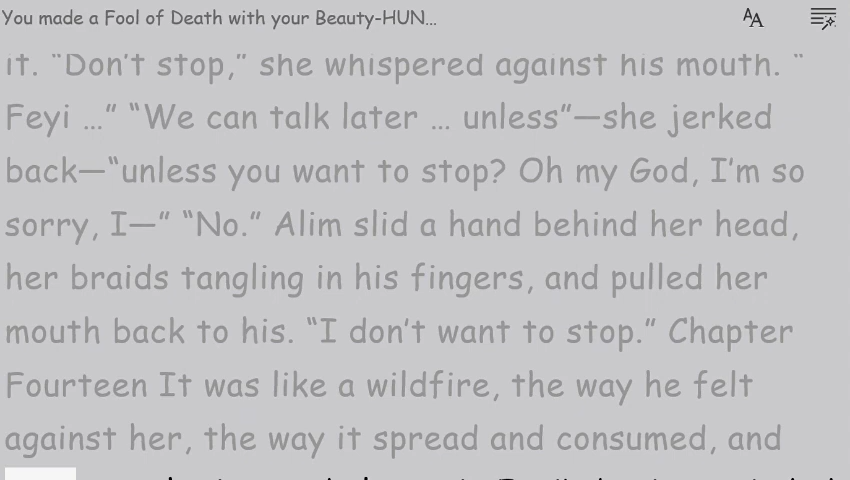 You made a Fool of Death with your Beauty-HUN...
it. “Don’t stop,” she whispered against his mouth. “
Feyi …” “We can talk later … unless”—she jerked
back—“unless you want to stop? Oh my God, I’m so
sorry, I—” “No.” Alim slid a hand behind her head,
her braids tangling in his fingers, and pulled her
mouth back to his. “I don’t want to stop.” Chapter
Fourteen It was like a wildfire, the way he felt
against her, the way it spread and consumed, and